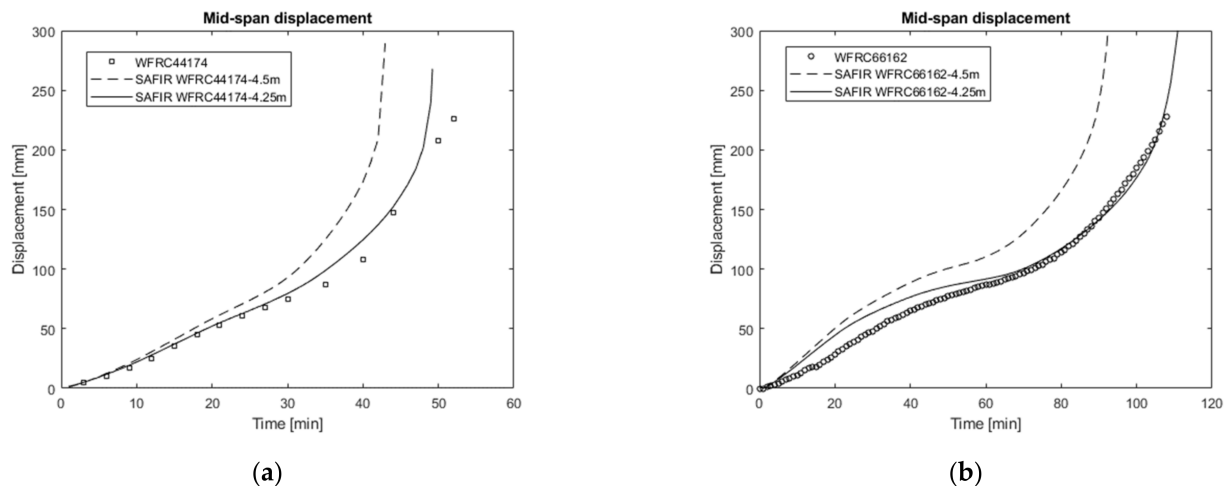 Mid-span displacement
300
250
200
150
100
50
0
Displacement [mm]
WFRC44174
SAFIR WFRC44174-4.5m
SAFIR WFRC44174-4.25m
0 10 20 30 40 50 60
Time [min]
(a)
Mid-span displacement
300
250
200
150
100
50
0
Displacement [mm]
WFRC66162
SAFIR WFRC66162-4.5m
SAFIR WFRC66162-4.25m
0 20 40 60 80 100 120
Time [min]
(b)